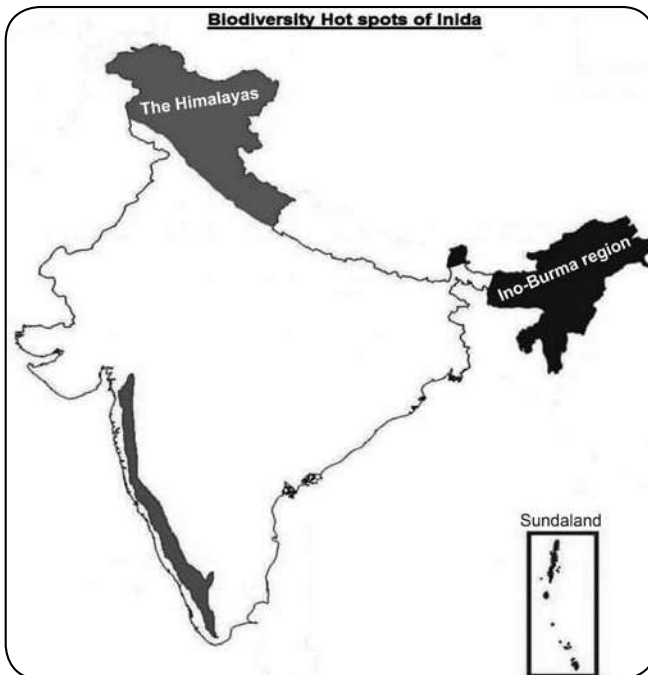 Biodiversity Hot spots of Inida
The Himalayas
Ino-Burma region
Sundaland